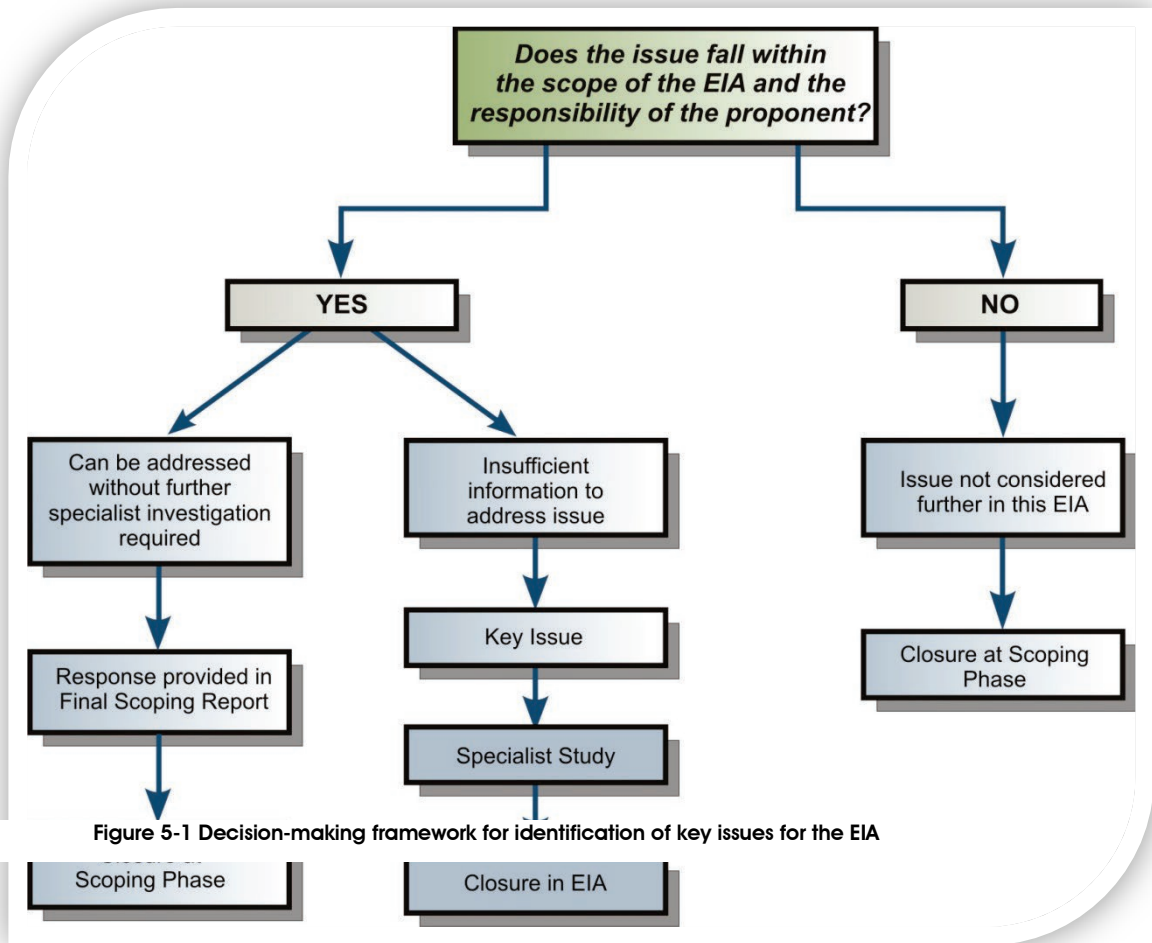 Does the issue fall within
the scope of the EIA and the
responsibility of the proponent?
YES
NO
Can be addressed
without further
specialist investigation
required
Insufficient
information to
address issue
Issue not considered
further in this EIA
Key Issue
Response provided in
Final Scoping Report
Closure at Scoping
Phase
Specialist Study
Figure 5-1 Decision-making framework for identification of key issues for the EIA
Scoping Phase
Closure in EIA